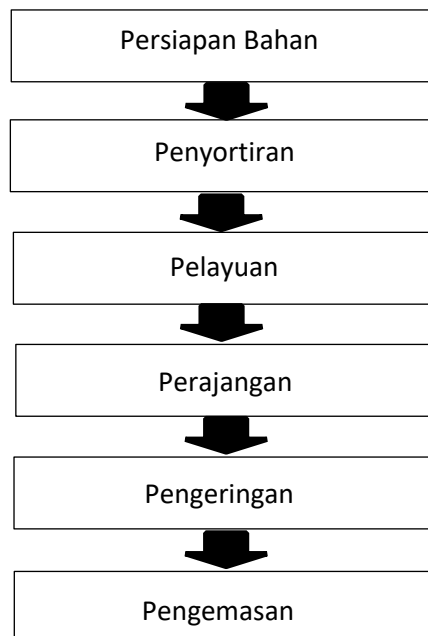 Persiapan Bahan
Penyortiran
Pelayuan
Perajangan
Pengeringan
Pengemasan